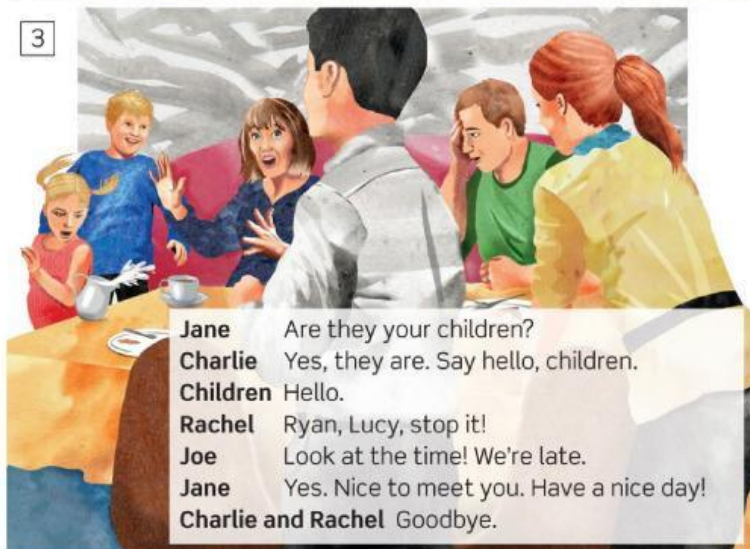 3
Jane Are they your children?
Charlie Yes, they are. Say hello, children.
Children Hello.
Rachel Ryan, Lucy, stop it!
Joe Look at the time! We're late.
Jane Yes. Nice to meet you. Have a nice day!
Charlie and Rachel Goodbye.